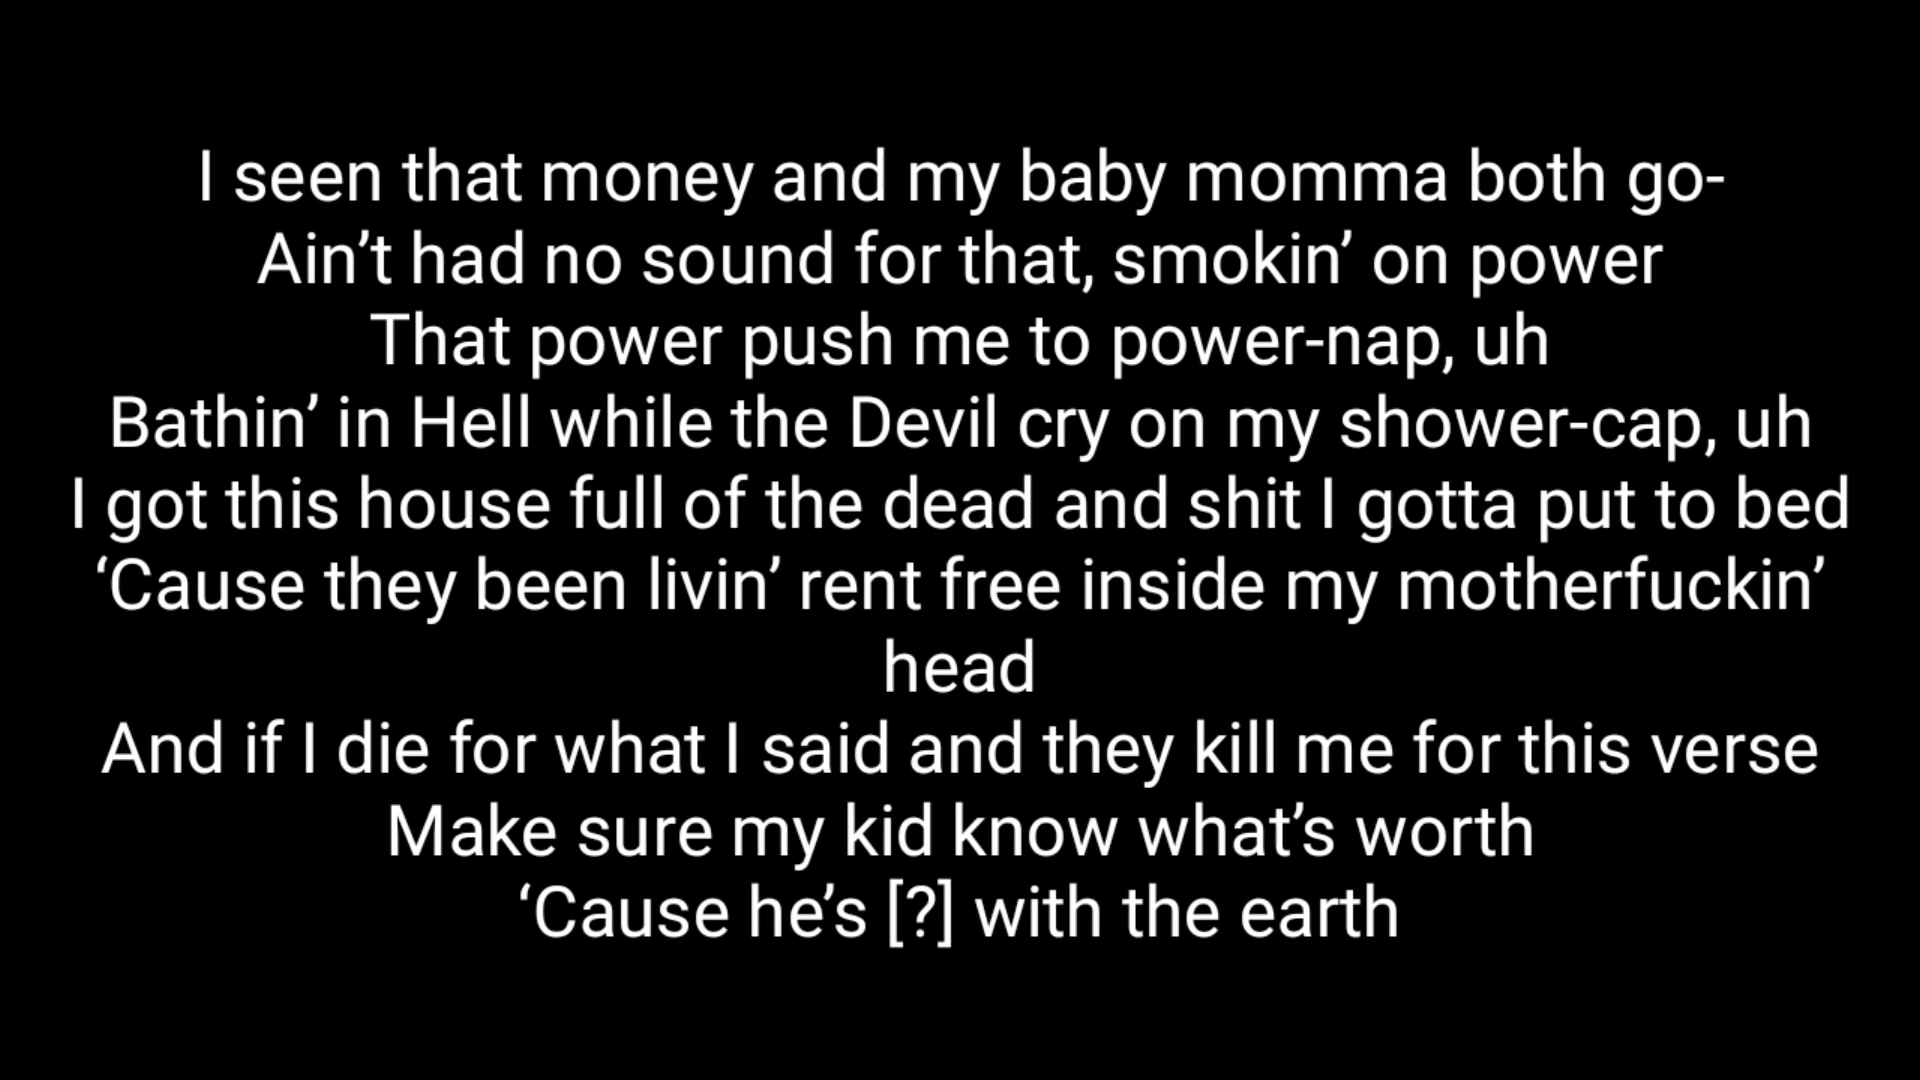 I seen that money and my baby momma both go-
Ain’t had no sound for that, smokin’ on power
That power push me to power-nap, uh
Bathin’ in Hell while the Devil cry on my shower-cap, uh
I got this house full of the dead and shit I gotta put to bed
‘Cause they been livin’ rent free inside my motherfuckin’
head
And if I die for what I said and they kill me for this verse
Make sure my kid know what’s worth
‘Cause he’s [?] with the earth